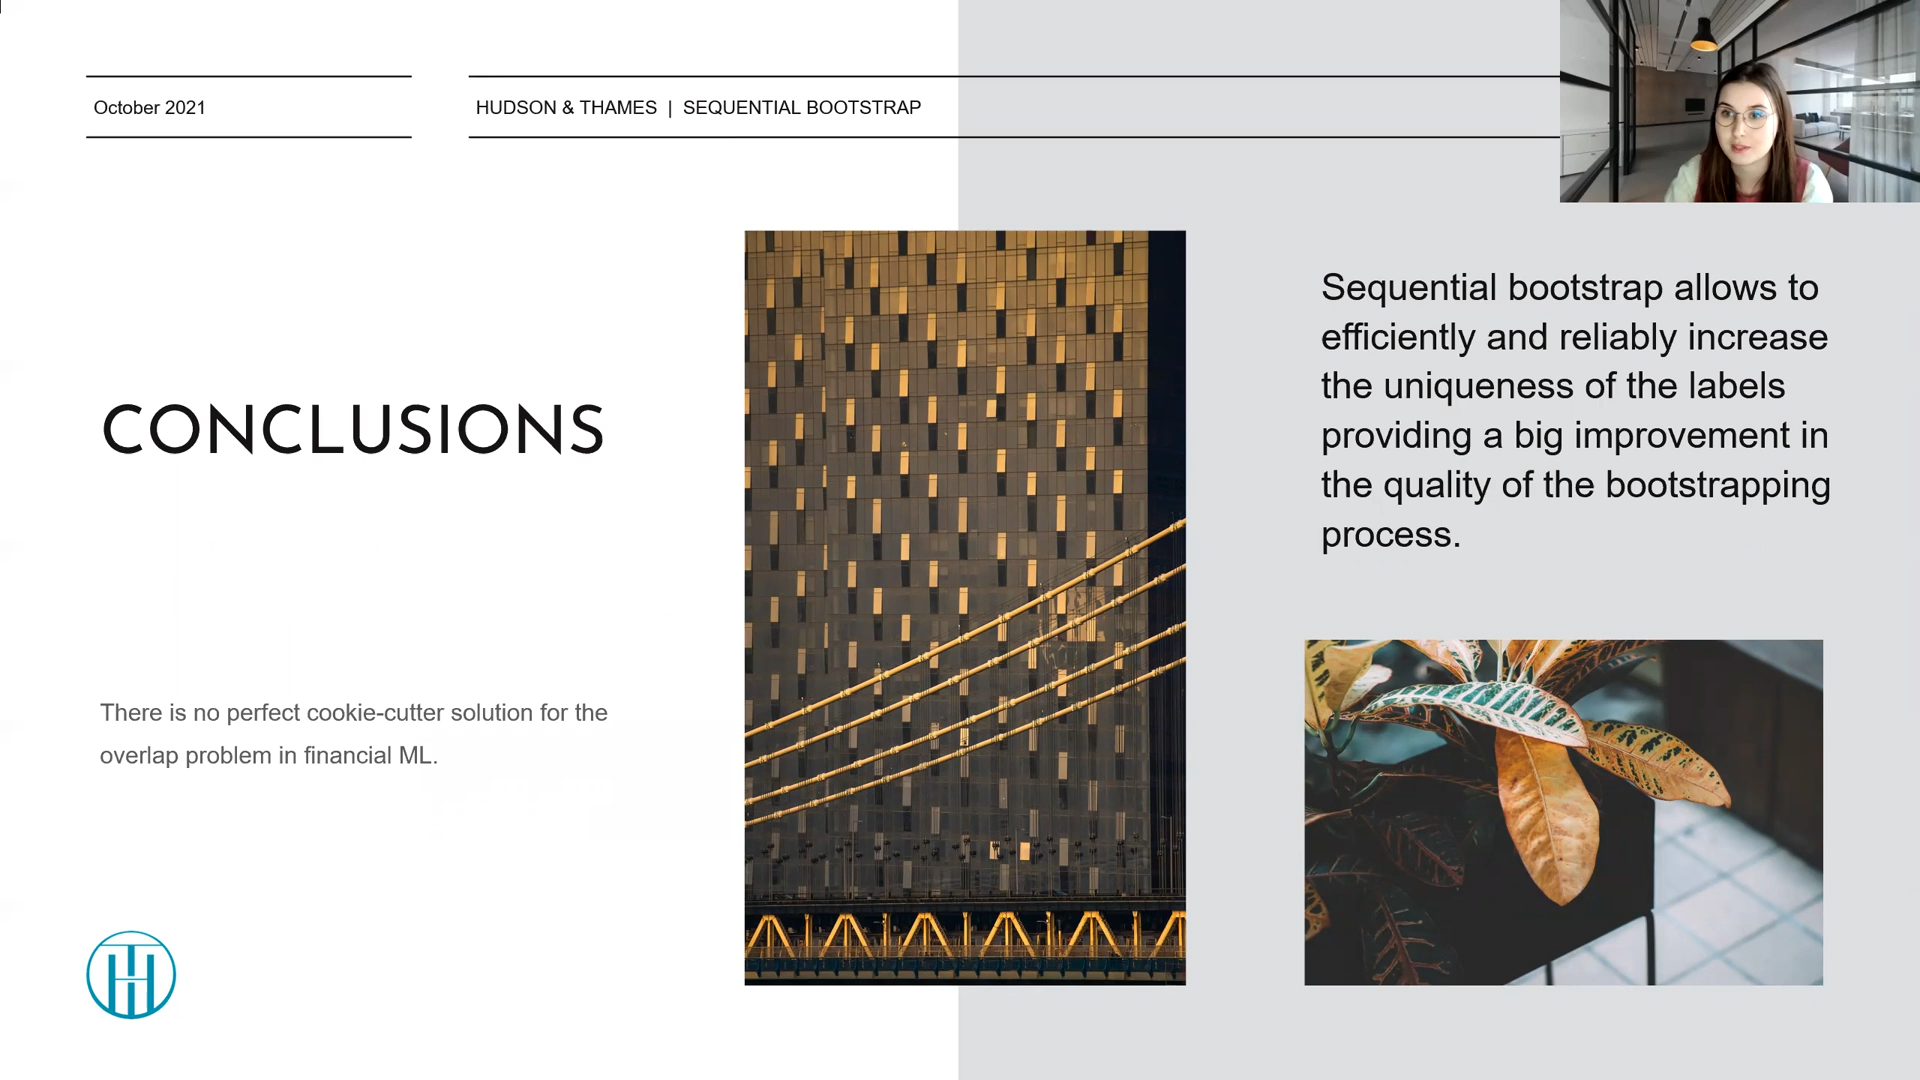 October 2021
HUDSON & THAMES | SEQUENTIAL BOOTSTRAP
CONCLUSIONS
There is no perfect cookie-cutter solution for the
overlap problem in financial ML.
Sequential bootstrap allows to
efficiently and reliably increase
the uniqueness of the labels
providing a big improvement in
the quality of the bootstrapping
process.